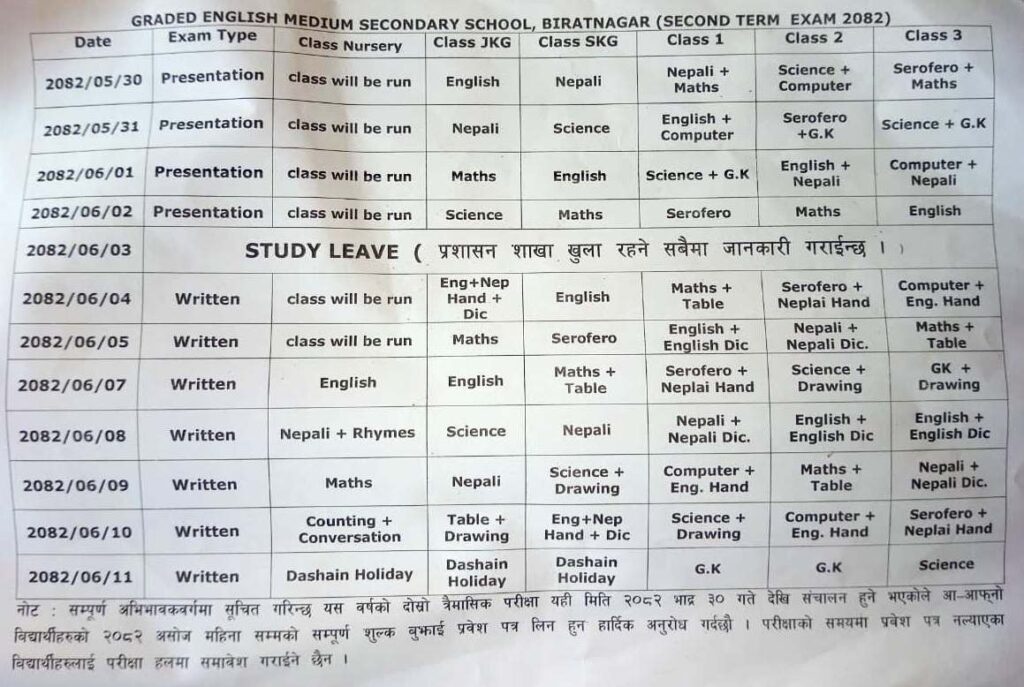 GRADED ENGLISH MEDIUM SECONDARY SCHOOL, BIRATNAGAR (SECOND TERM EXAM 2082)
Date Exam Type Class Nursery Class JKG Class SKG Class 1 Class 2 Class 3
2082/05/30 Presentation class will be run English Nepali Nepali + Maths Science + Computer Serofero + Maths
2082/05/31 Presentation class will be run Nepali Science English + Computer Serofero +G.K Science + G.K
2082/06/01 Presentation class will be run Maths English Science + G.K English + Nepali Computer + Nepali
2082/06/02 Presentation class will be run Science Maths Serofero Maths English
2082/06/03 STUDY LEAVE ( प्रशासन शाखा खुला रहने सबैमा जानकारी गराईन्छ । )
2082/06/04 Written class will be run Eng+Nep Hand + Dic English Maths + Table Serofero + Neplai Hand Computer + Eng. Hand
2082/06/05 Written class will be run Maths Serofero English + English Dic Nepali + Nepali Dic. Maths + Table
2082/06/07 Written English English Maths + Table Serofero + Neplai Hand Science + Drawing GK + Drawing
2082/06/08 Written Nepali + Rhymes Science Nepali Nepali + Nepali Dic. English + English Dic English + English Dic
2082/06/09 Written Maths Nepali Science + Drawing Computer + Eng. Hand Maths + Table Nepali + Nepali Dic.
2082/06/10 Written Counting + Conversation Table + Drawing Eng+Nep Hand + Dic Science + Drawing Computer + Eng. Hand Serofero + Neplai Hand
2082/06/11 Written Dashain Holiday Dashain Holiday Dashain Holiday G.K G.K Science
नोट : सम्पूर्ण अभिभावकवर्गमा सूचित गरिन्छ यस वर्षको दोस्रो त्रैमासिक परीक्षा यही मिति २०८२ भाद्र ३० गते देखि संचालन हुने भएकोले आ-आफ्नो
विद्यार्थीहरुको २०८२ असोज महिना सम्मको सम्पूर्ण शुल्क बुझाई प्रवेश पत्र लिन हुन हार्दिक अनुरोध गर्दछौ । परीक्षाको समयमा प्रवेश पत्र नल्याएका
विद्यार्थीहरुलाई परीक्षा हलमा समावेश गराईने छैन ।